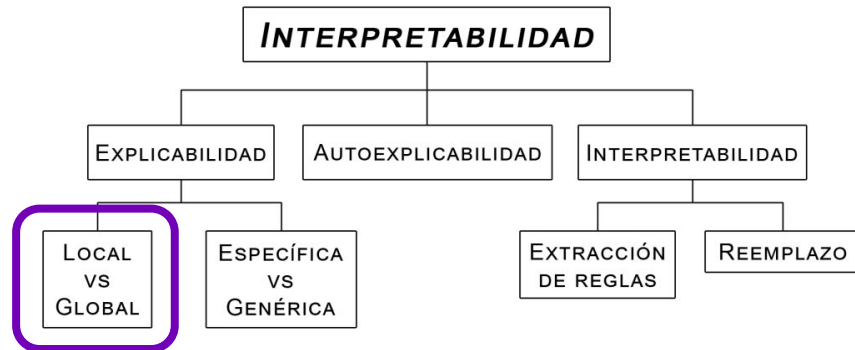 INTERPRETABILIDAD
EXPLICABILIDAD
AUTOEXPLICABILIDAD
INTERPRETABILIDAD
LOCAL
VS
GLOBAL
ESPECÍFICA
VS
GENÉRICA
EXTRACCIÓN
DE REGLAS
REEMPLAZO